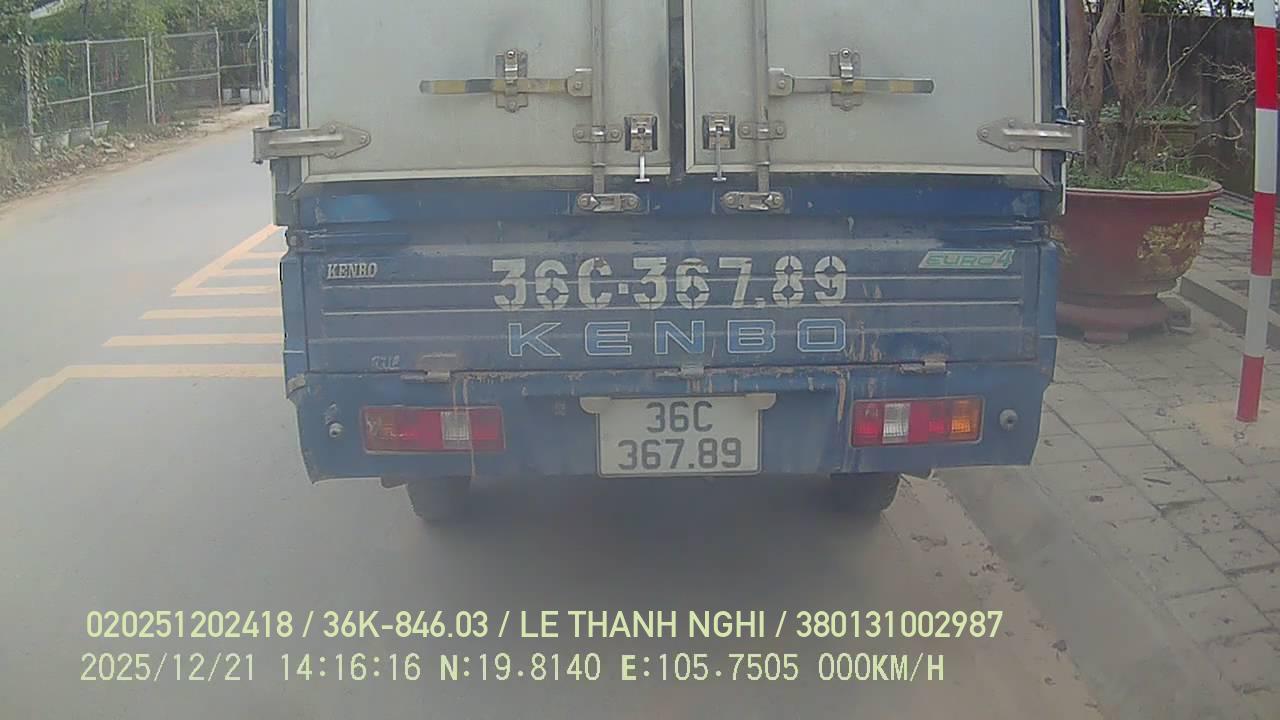 KENBO
EURO4
36C·367.89
KENBO
36C
367.89
020251202418 / 36K-846.03 / LE THANH NGHI / 380131002987
2025/12/21 14:16:16 N:19.8140 E:105.7505 000KM/H